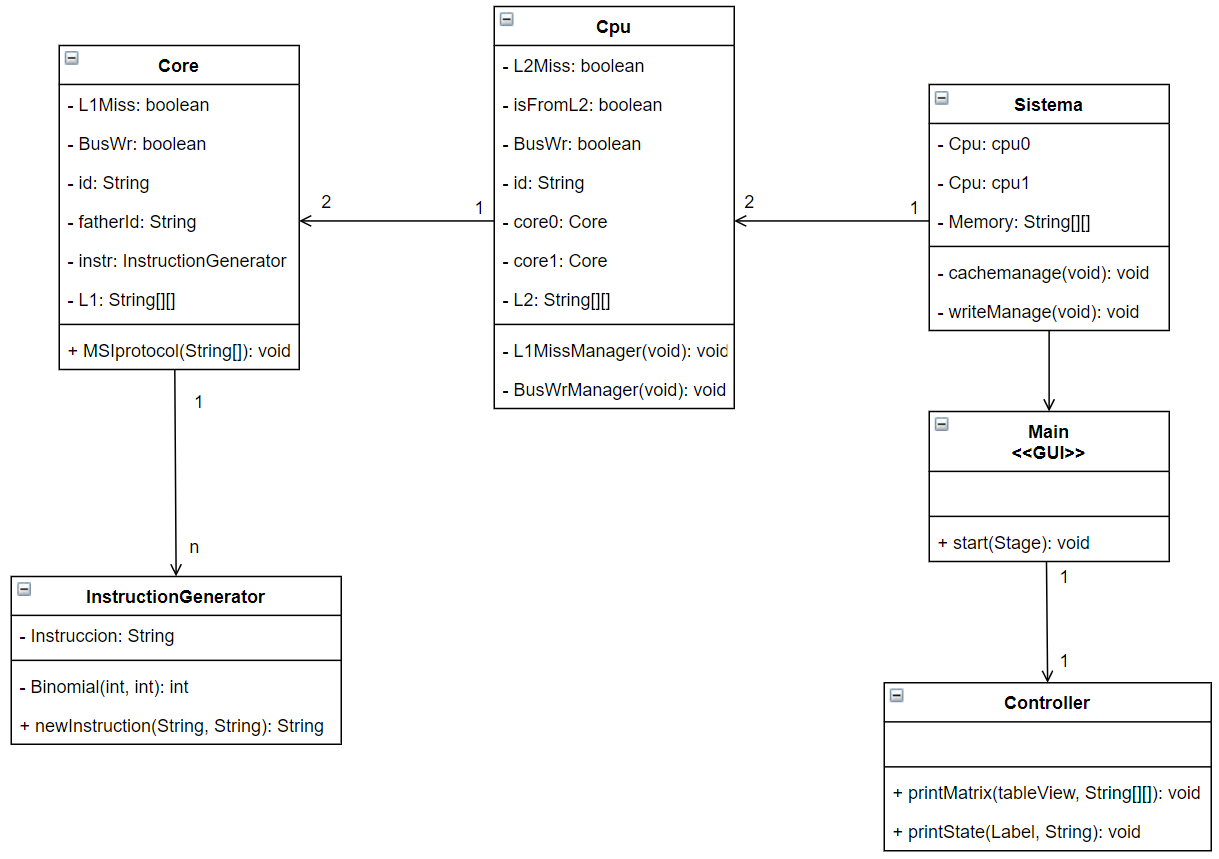 Core
- L1Miss: boolean
- BusWr: boolean
- id: String
- fatherId: String
- instr: InstructionGenerator
- L1: String[][]
+ MSIprotocol(String[]): void
2
1
Cpu
- L2Miss: boolean
- isFromL2: boolean
- BusWr: boolean
- id: String
- core0: Core
- core1: Core
- L2: String[][]
- L1MissManager(void): void
- BusWrManager(void): void
2
1
Sistema
- Cpu: cpu0
- Cpu: cpu1
- Memory: String[][]
- cachemanage(void): void
- writeManage(void): void
1
n
InstructionGenerator
- Instruccion: String
- Binomial(int, int): int
+ newInstruction(String, String): String
Main
<<GUI>>
+ start(Stage): void
1
1
Controller
+ printMatrix(tableView, String[][]): void
+ printState(Label, String): void